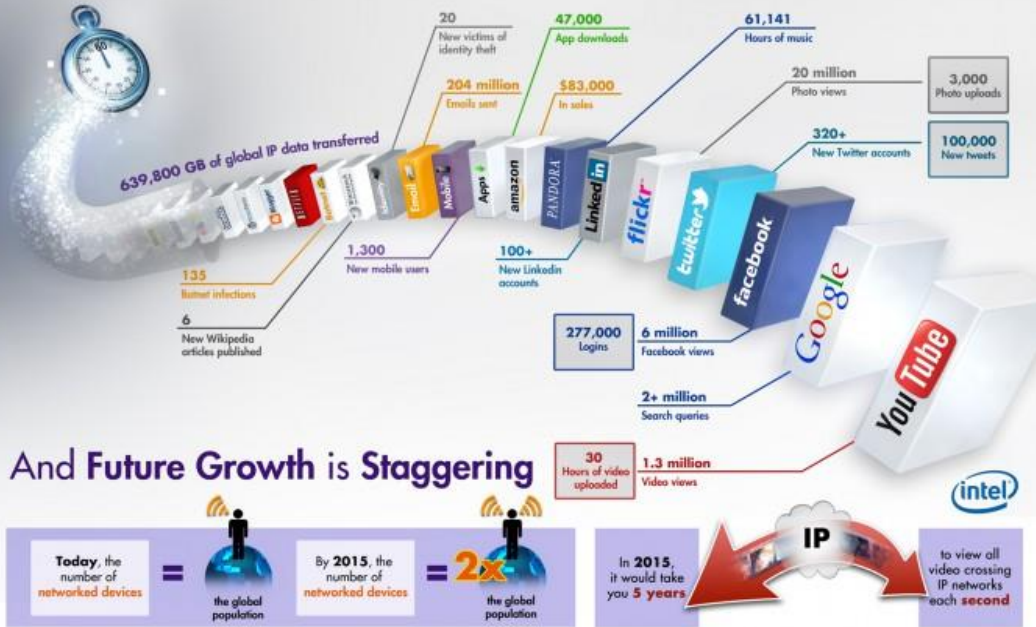 60
20
New victims of
identity theft
47,000
App downloads
61,141
Hours of music
204 million
Emails sent
$83,000
In sales
20 million
Photo views
3,000
Photo uploads
320+
New Twitter accounts
100,000
New tweets
639,800 GB of global IP data transferred
NETFLIX
Identity
Email
Mobile
Apps
amazon
PANDORA
Linked in
flickr
twitter
facebook
Google
YouTube
135
Botnet infections
6
New Wikipedia
articles published
1,300
New mobile users
100+
New Linkedin
accounts
277,000
Logins
6 million
Facebook views
2+ million
Search queries
30
Hours of video
uploaded
1.3 million
Video views
And Future Growth is Staggering
intel
Today, the
number of
networked devices
=
the global
population
By 2015, the
number of
networked devices
= 2x
the global
population
In 2015,
it would take
you 5 years
IP
to view all
video crossing
IP networks
each second